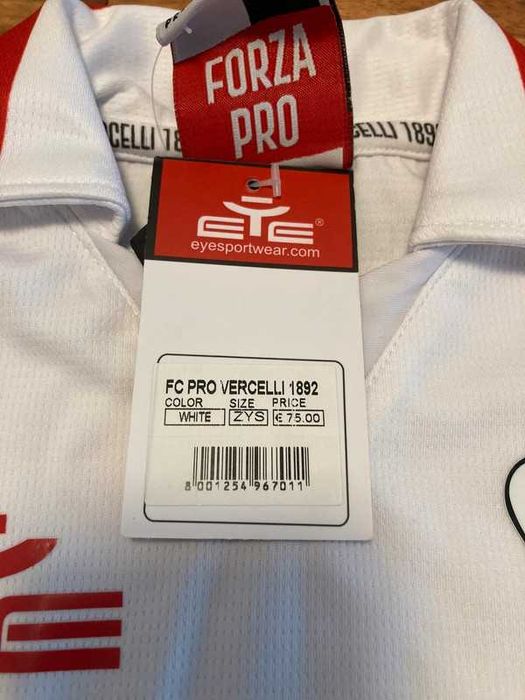 FORZA
PRO
CELLI 18
CELLI 1892
EYE®
eyesportwear.com
FC PRO VERCELLI 1892
COLOR SIZE PRICE
WHITE ZYS € 75.00
8 001254 967011